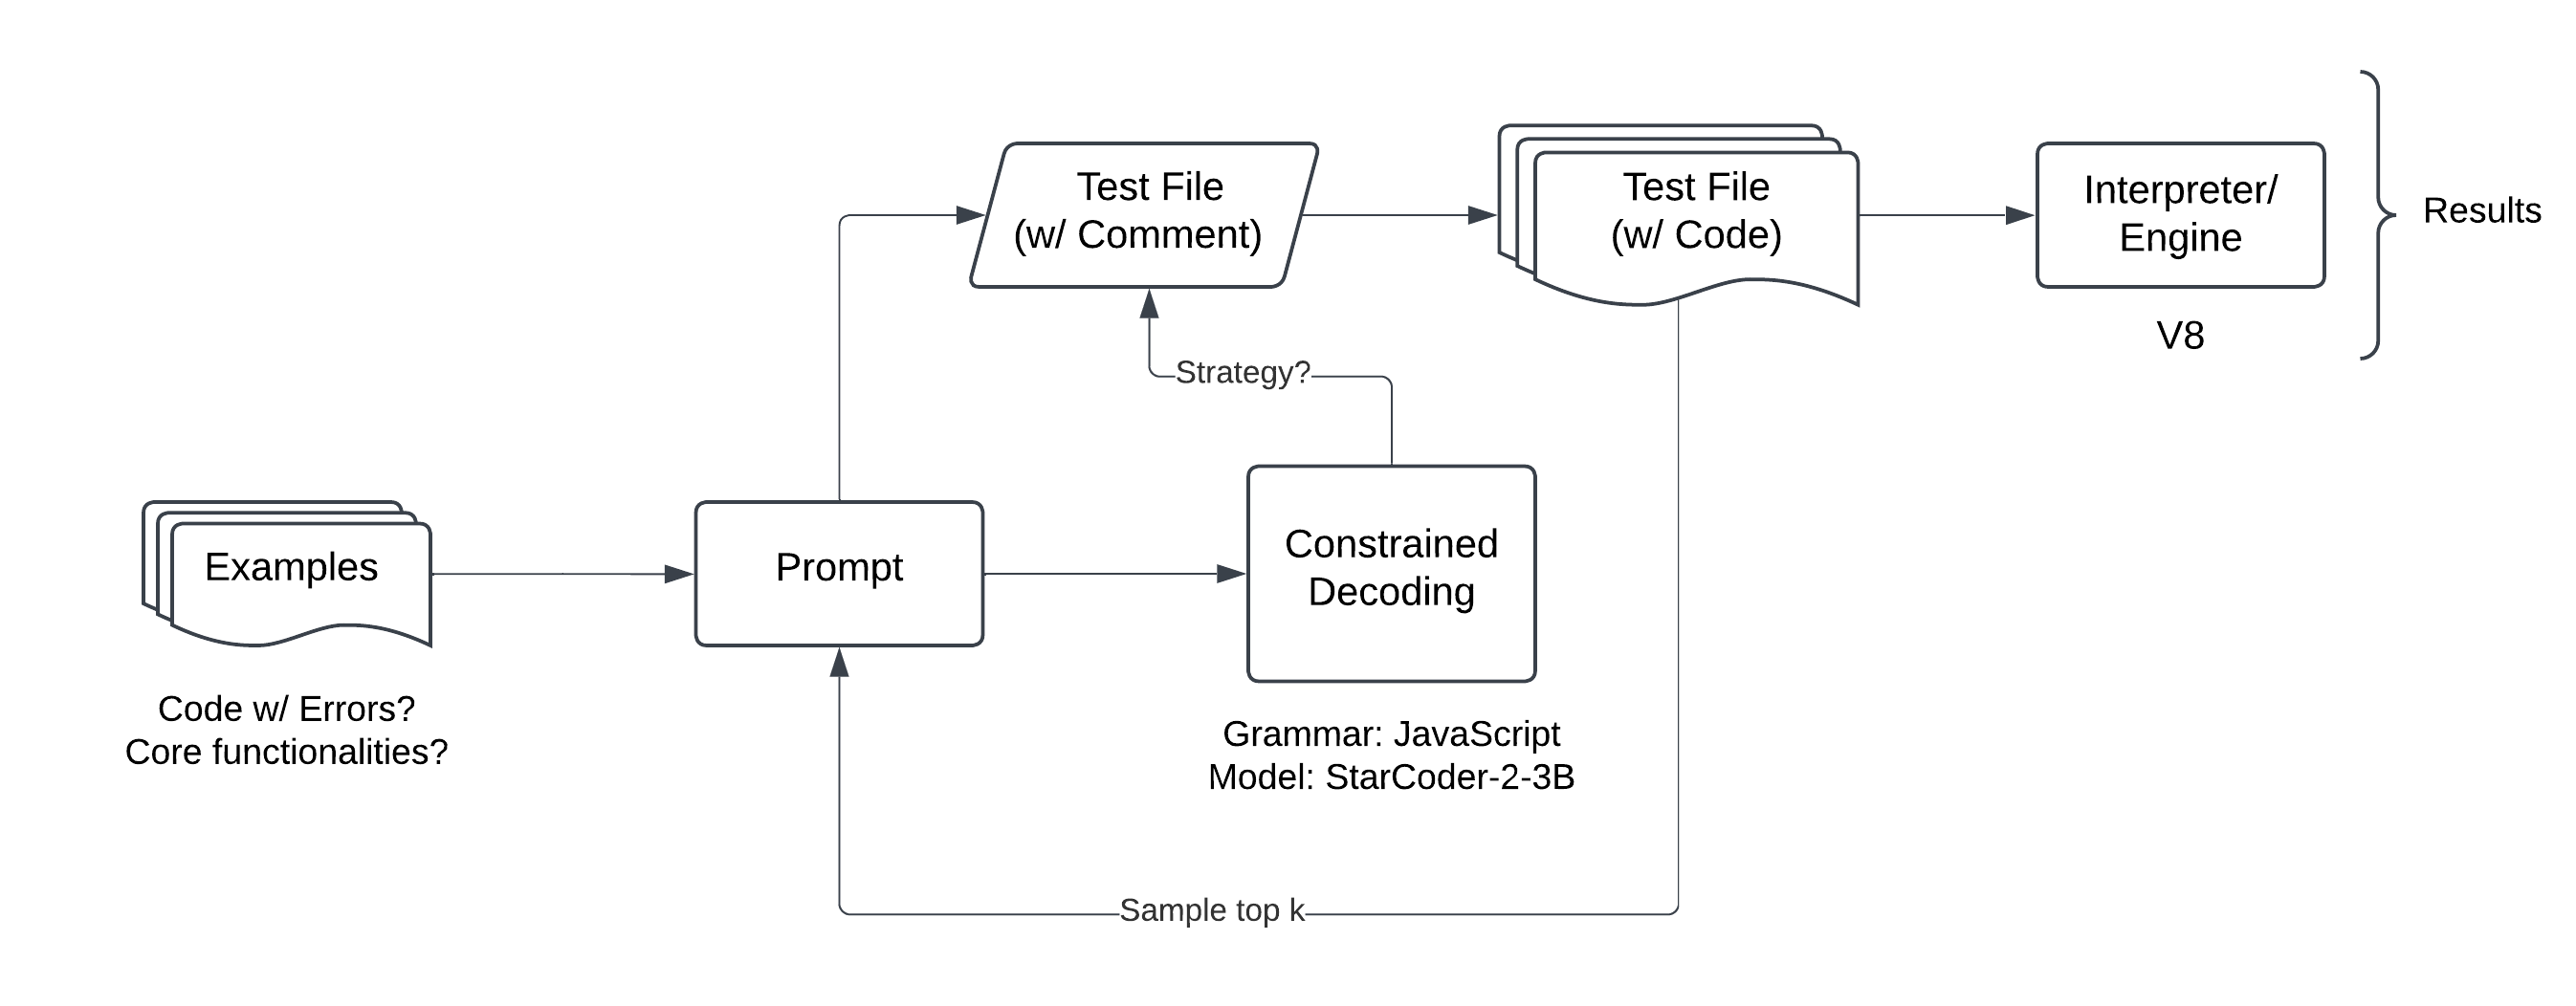 Test File
(w/ Comment)
Test File
(w/ Code)
Interpreter/
Engine
V8
Results
Strategy?
Examples
Code w/ Errors?
Core functionalities?
Prompt
Constrained
Decoding
Grammar: JavaScript
Model: StarCoder-2-3B
Sample top k